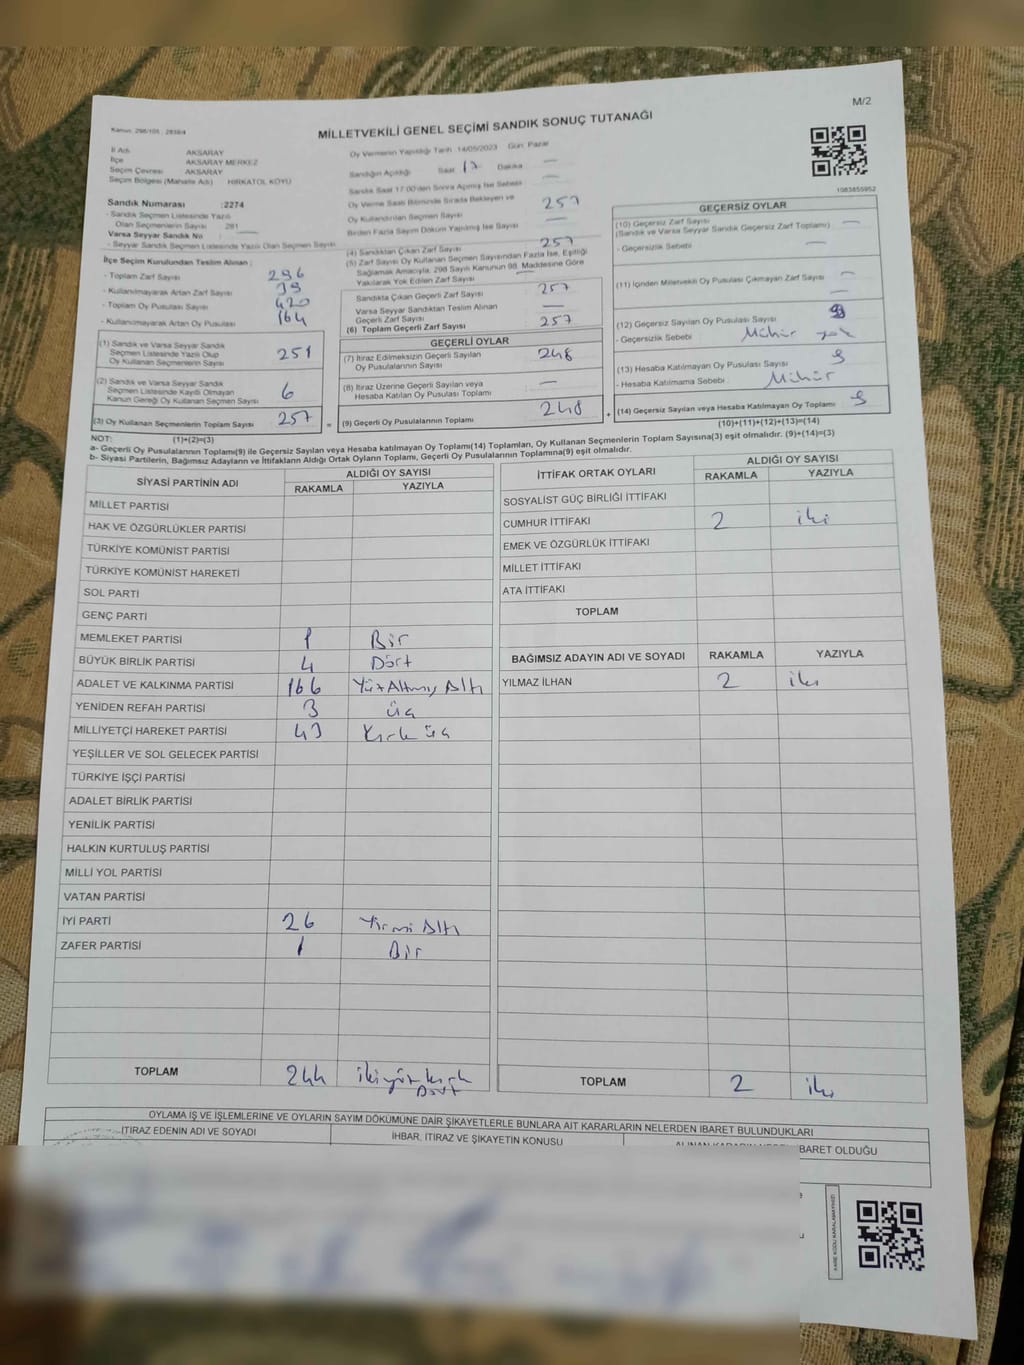 M/2
Kanun: 298/105 , 2839/4
MİLLETVEKİLİ GENEL SEÇİMİ SANDIK SONUÇ TUTANAĞI
İl Adı AKSARAY
İlçe AKSARAY MERKEZ
Seçim Çevresi AKSARAY
Seçim Bölgesi (Mahalle Adı) HIRKATOL KÖYÜ
Sandık Numarası :2274
- Sandık Seçmen Listesinde Yazılı
Olan Seçmenlerin Sayısı 281
Varsa Seyyar Sandık No
- Seyyar Sandık Seçmen Listesinde Yazılı Olan Seçmen Sayısı
İlçe Seçim Kurulundan Teslim Alınan :
- Toplam Zarf Sayısı 296
- Kullanılmayarak Artan Zarf Sayısı 39
- Toplam Oy Pusulası Sayısı 420
- Kullanılmayarak Artan Oy Pusulası 164
(1) Sandık ve Varsa Seyyar Sandık
Seçmen Listesinde Yazılı Olup
Oy Kullanan Seçmenlerin Sayısı 251
(2) Sandık ve Varsa Seyyar Sandık
Seçmen Listesinde Kayıtlı Olmayan
Kanun Gereği Oy Kullanan Seçmen Sayısı 6
(3) Oy Kullanan Seçmenlerin Toplam Sayısı 257 =
(1)+(2)=(3)
Oy Vermenin Yapıldığı Tarih 14/05/2023 Gün Pazar
Sandığın Açıldığı Saat 17 Dakika —
Sandık Saat 17:00'den Sonra Açılmış İse Sebebi —
Oy Verme Saati Bitiminde Sırada Bekleyen ve
Oy Kullandırılan Seçmen Sayısı 257
Birden Fazla Sayım Döküm Yapılmış İse Sayısı —
(4) Sandıktan Çıkan Zarf Sayısı 257
(5) Zarf Sayısı Oy Kullanan Seçmen Sayısından Fazla İse, Eşitliği
Sağlamak Amacıyla, 298 Sayılı Kanunun 98. Maddesine Göre
Yakılarak Yok Edilen Zarf Sayısı —
Sandıkta Çıkan Geçerli Zarf Sayısı 257
Varsa Seyyar Sandıktan Teslim Alınan
Geçerli Zarf Sayısı —
(6) Toplam Geçerli Zarf Sayısı 257
GEÇERLİ OYLAR
(7) İtiraz Edilmeksizin Geçerli Sayılan
Oy Pusulalarının Sayısı 248
(8) İtiraz Üzerine Geçerli Sayılan veya
Hesaba Katılan Oy Pusulası Toplamı —
(9) Geçerli Oy Pusulalarının Toplamı 248 +
1083855952
GEÇERSİZ OYLAR
(10) Geçersiz Zarf Sayısı —
(Sandık ve Varsa Seyyar Sandık Geçersiz Zarf Toplamı)
- Geçersizlik Sebebi —
(11) İçinden Milletvekili Oy Pusulası Çıkmayan Zarf Sayısı —
(12) Geçersiz Sayılan Oy Pusulası Sayısı
- Geçersizlik Sebebi Mühür yok
(13) Hesaba Katılmayan Oy Pusulası Sayısı 9
- Hesaba Katılmama Sebebi Mühür
(14) Geçersiz Sayılan veya Hesaba Katılmayan Oy Toplamı 9
(10)+(11)+(12)+(13)=(14)
NOT:
a- Geçerli Oy Pusulalarının Toplamı(9) ile Geçersiz Sayılan veya Hesaba katılmayan Oy Toplamı(14) Toplamları, Oy Kullanan Seçmenlerin Toplam Sayısına(3) eşit olmalıdır. (9)+(14)=(3)
b- Siyasi Partilerin, Bağımsız Adayların ve İttifakların Aldığı Ortak Oyların Toplamı, Geçerli Oy Pusulalarının Toplamına(9) eşit olmalıdır.
SİYASİ PARTİNİN ADI ALDIĞI OY SAYISI
RAKAMLA YAZIYLA
MİLLET PARTİSİ
HAK VE ÖZGÜRLÜKLER PARTİSİ
TÜRKİYE KOMÜNİST PARTİSİ
TÜRKİYE KOMÜNİST HAREKETİ
SOL PARTİ
GENÇ PARTİ
MEMLEKET PARTİSİ 1 Bir
BÜYÜK BİRLİK PARTİSİ 4 Dört
ADALET VE KALKINMA PARTİSİ 166 Yüz Altmış Altı
YENİDEN REFAH PARTİSİ 3 üç
MİLLİYETÇİ HAREKET PARTİSİ 43 Kırk üç
YEŞİLLER VE SOL GELECEK PARTİSİ
TÜRKİYE İŞÇİ PARTİSİ
ADALET BİRLİK PARTİSİ
YENİLİK PARTİSİ
HALKIN KURTULUŞ PARTİSİ
MİLLİ YOL PARTİSİ
VATAN PARTİSİ
İYİ PARTİ 26 Yirmi Altı
ZAFER PARTİSİ 1 Bir
TOPLAM 244 ikiyüz kırk
Dört
İTTİFAK ORTAK OYLARI ALDIĞI OY SAYISI
RAKAMLA YAZIYLA
SOSYALİST GÜÇ BİRLİĞİ İTTİFAKI
CUMHUR İTTİFAKI 2 iki
EMEK VE ÖZGÜRLÜK İTTİFAKI
MİLLET İTTİFAKI
ATA İTTİFAKI
TOPLAM
BAĞIMSIZ ADAYIN ADI VE SOYADI RAKAMLA YAZIYLA
YILMAZ İLHAN 2 iki
TOPLAM 2 iki
OYLAMA İŞ VE İŞLEMLERİNE VE OYLARIN SAYIM DÖKÜMÜNE DAİR ŞİKAYETLERLE BUNLARA AİT KARARLARIN NELERDEN İBARET BULUNDUKLARI
İTİRAZ EDENİN ADI VE SOYADI İHBAR, İTİRAZ VE ŞİKAYETİN KONUSU ALINAN KARARIN NEDEN İBARET OLDUĞU
KARE KODU KARALAMAYINIZ!